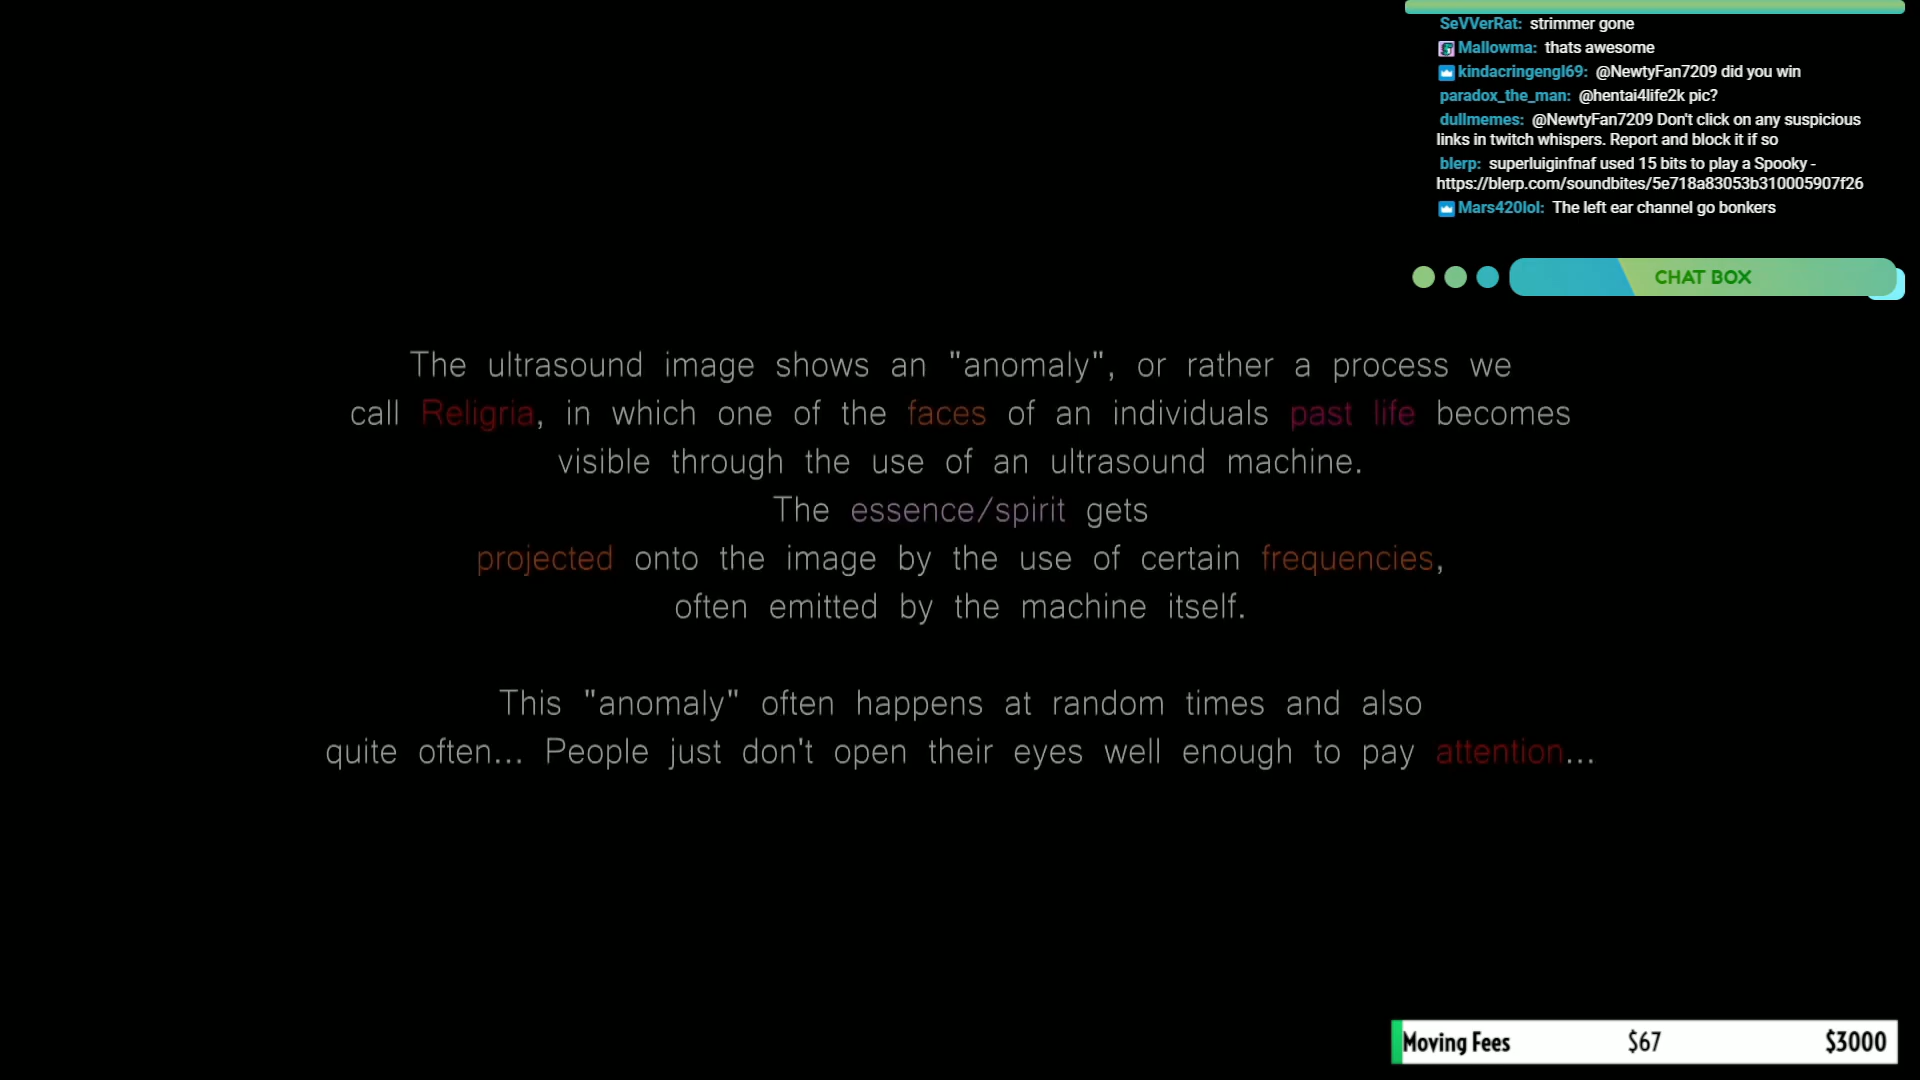 SeVVerRat: strimmer gone
Mallowma: thats awesome
kindacringengl69: @NewtyFan7209 did you win
paradox_the_man: @hentai4life2k pic?
dullmemes: @NewtyFan7209 Don't click on any suspicious
links in twitch whispers. Report and block it if so
blerp: superluiginfnaf used 15 bits to play a Spooky -
https://blerp.com/soundbites/5e718a83053b310005907f26
Mars420lol: The left ear channel go bonkers
CHAT BOX
The ultrasound image shows an "anomaly", or rather a process we
call Religria, in which one of the faces of an individuals past life becomes
visible through the use of an ultrasound machine.
The essence/spirit gets
projected onto the image by the use of certain frequencies,
often emitted by the machine itself.
This "anomaly" often happens at random times and also
quite often... People just don't open their eyes well enough to pay attention...
Moving Fees $67 $3000